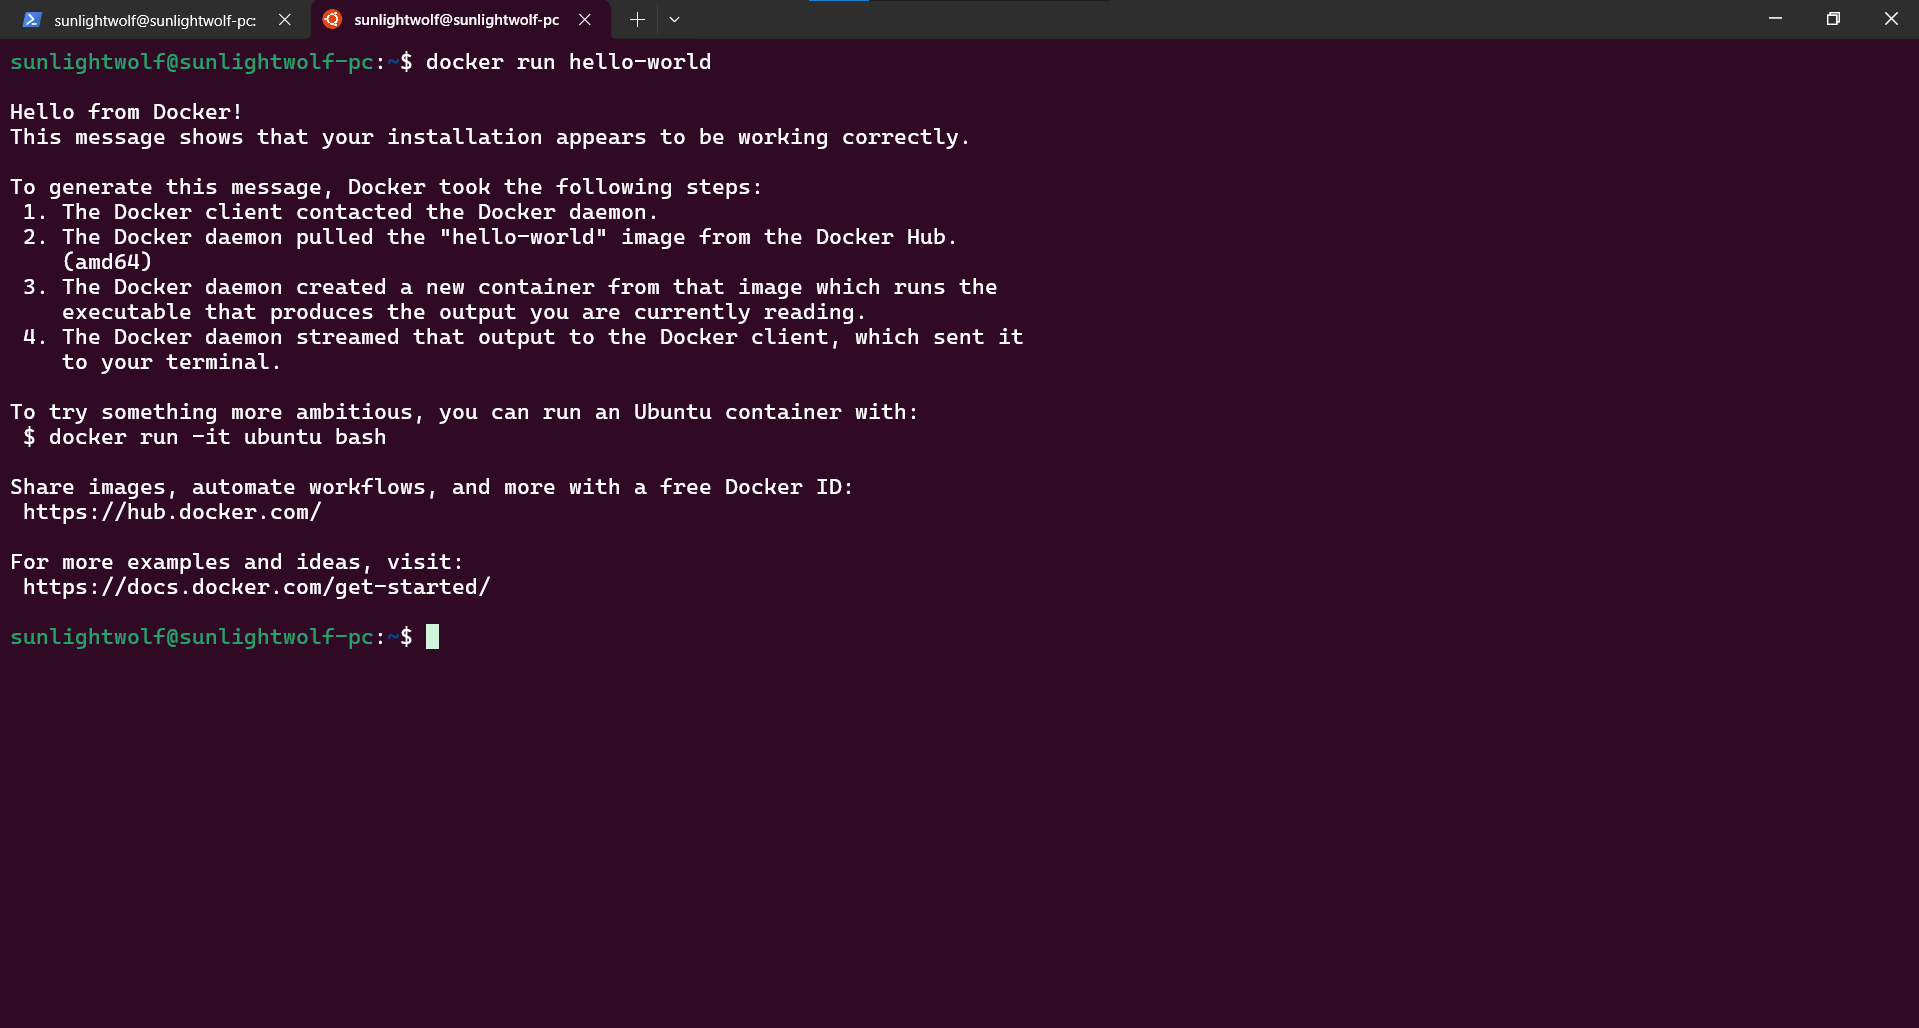 sunlightwolf@sunlightwolf-pc:
sunlightwolf@sunlightwolf-pc
sunlightwolf@sunlightwolf-pc:~$ docker run hello-world
Hello from Docker!
This message shows that your installation appears to be working correctly.
To generate this message, Docker took the following steps:
1. The Docker client contacted the Docker daemon.
2. The Docker daemon pulled the "hello-world" image from the Docker Hub.
(amd64)
3. The Docker daemon created a new container from that image which runs the
executable that produces the output you are currently reading.
4. The Docker daemon streamed that output to the Docker client, which sent it
to your terminal.
To try something more ambitious, you can run an Ubuntu container with:
$ docker run -it ubuntu bash
Share images, automate workflows, and more with a free Docker ID:
https://hub.docker.com/
For more examples and ideas, visit:
https://docs.docker.com/get-started/
sunlightwolf@sunlightwolf-pc:~$